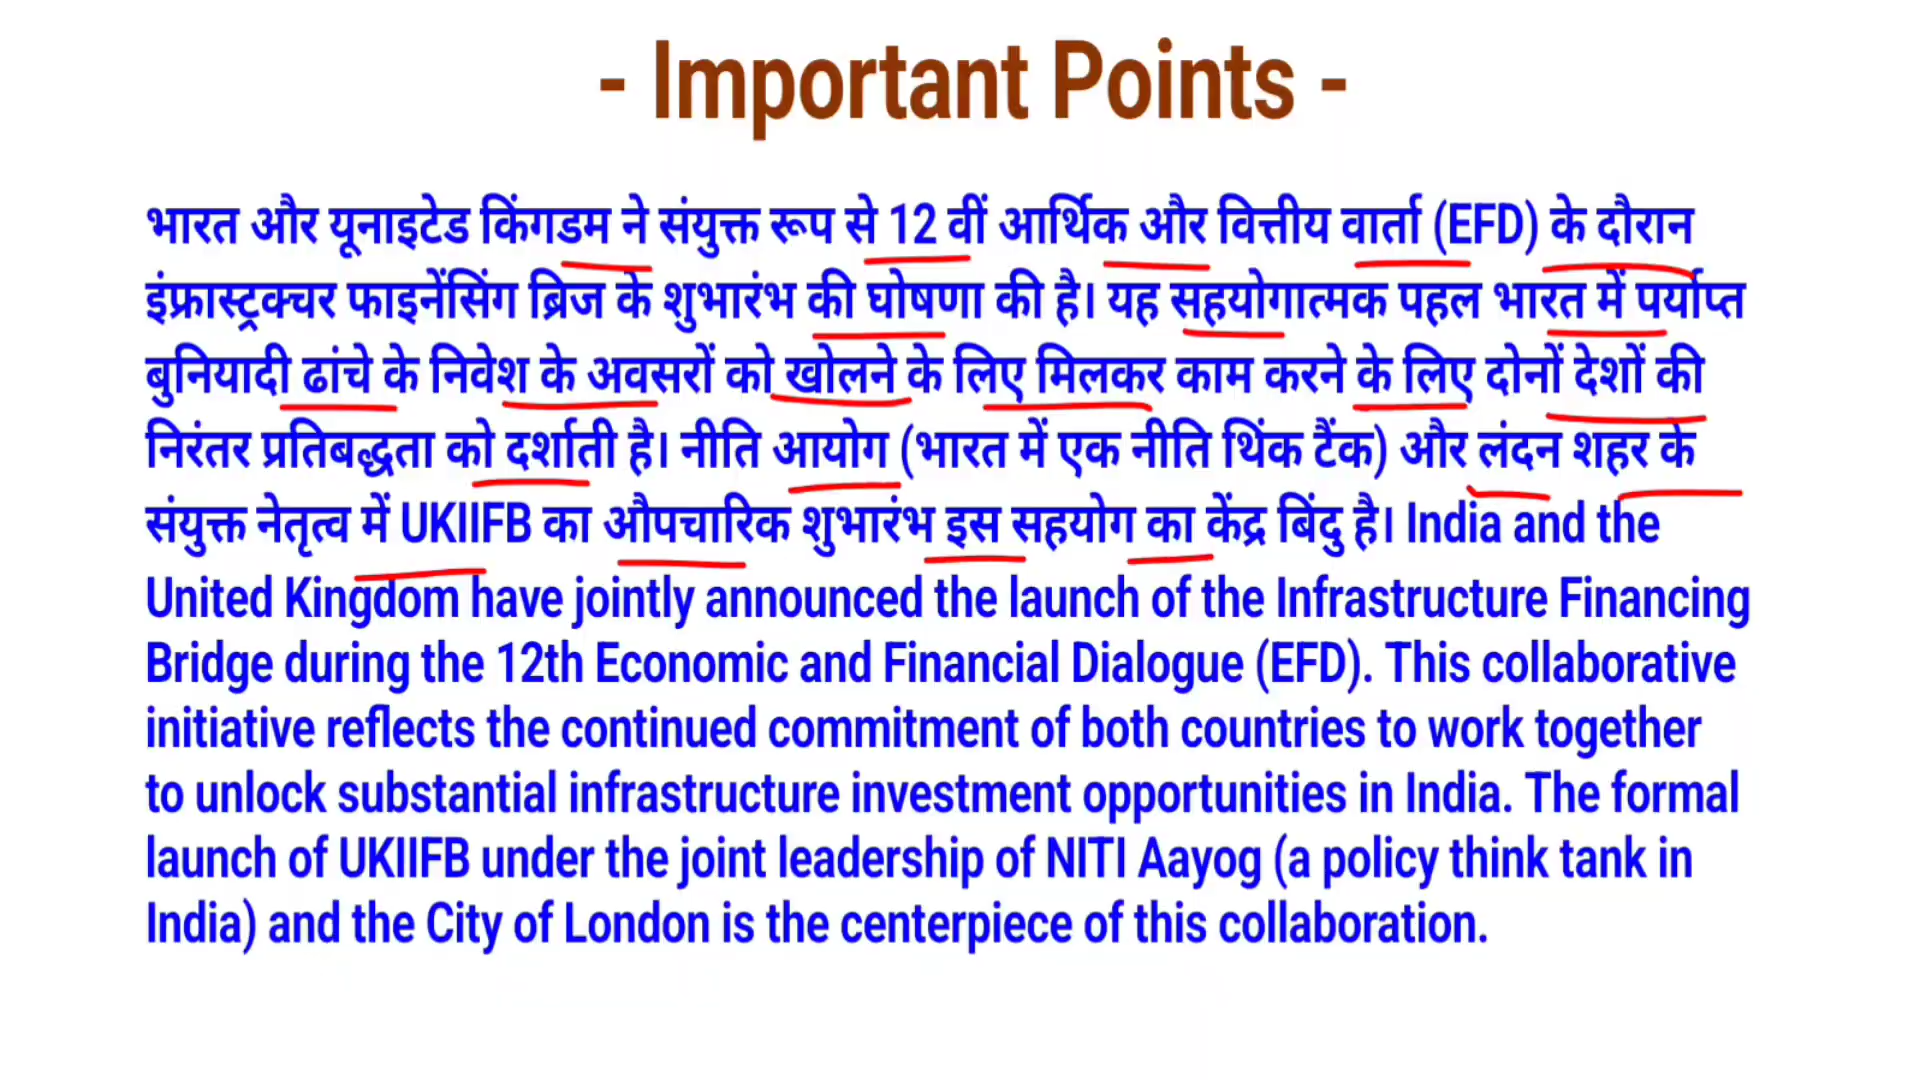 - Important Points -
भारत और यूनाइटेड किंगडम ने संयुक्त रूप से 12 वीं आर्थिक और वित्तीय वार्ता (EFD) के दौरान
इंफ्रास्ट्रक्चर फाइनेंसिंग ब्रिज के शुभारंभ की घोषणा की है। यह सहयोगात्मक पहल भारत में पर्याप्त
बुनियादी ढांचे के निवेश के अवसरों को खोलने के लिए मिलकर काम करने के लिए दोनों देशों की
निरंतर प्रतिबद्धता को दर्शाती है। नीति आयोग (भारत में एक नीति थिंक टैंक) और लंदन शहर के
संयुक्त नेतृत्व में UKIIFB का औपचारिक शुभारंभ इस सहयोग का केंद्र बिंदु है। India and the
United Kingdom have jointly announced the launch of the Infrastructure Financing
Bridge during the 12th Economic and Financial Dialogue (EFD). This collaborative
initiative reflects the continued commitment of both countries to work together
to unlock substantial infrastructure investment opportunities in India. The formal
launch of UKIIFB under the joint leadership of NITI Aayog (a policy think tank in
India) and the City of London is the centerpiece of this collaboration.